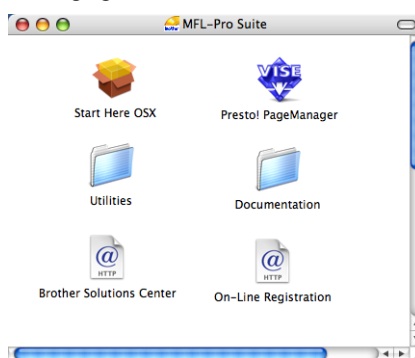 MFL-Pro Suite
Start Here OSX
VISE
Presto! PageManager
Utilities
Documentation
@
HTTP
Brother Solutions Center
@
HTTP
On-Line Registration